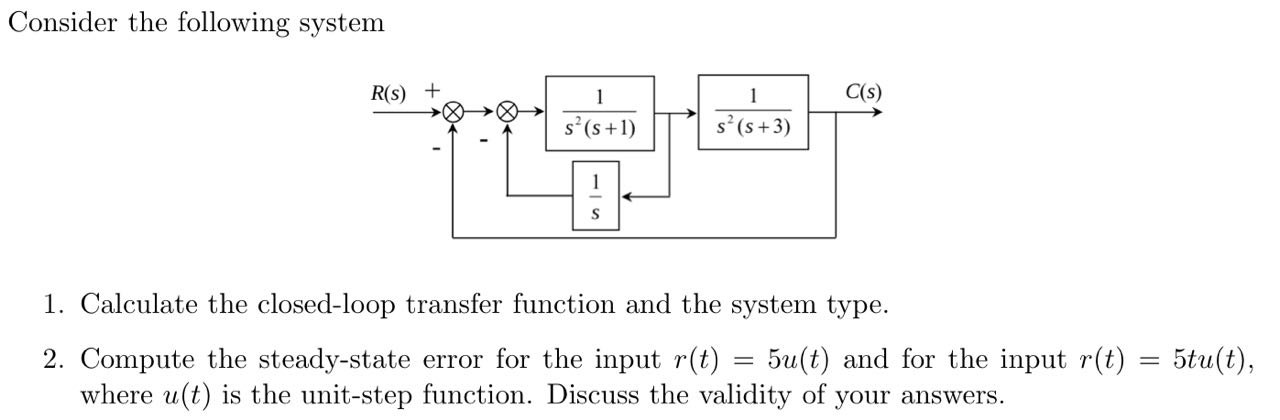 Consider the following system
R(s) + 1 1 C(s)
s²(s+1) s²(s+3)
- -
1
s
1. Calculate the closed-loop transfer function and the system type.
2. Compute the steady-state error for the input r(t) = 5u(t) and for the input r(t) = 5tu(t),
where u(t) is the unit-step function. Discuss the validity of your answers.